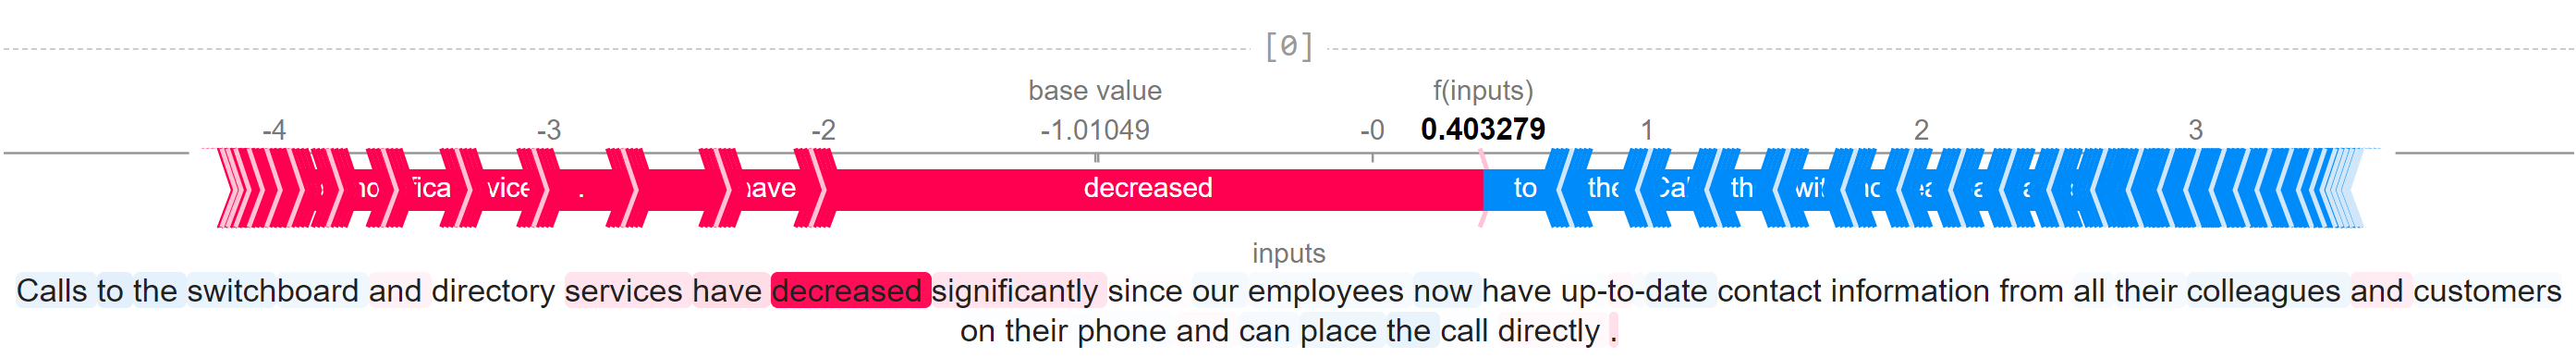 [0]
base value f(inputs)
-4 -3 -2 -1.01049 -0 0.403279 1 2 3
. have decreased to the
inputs
Calls to the switchboard and directory services have decreased significantly since our employees now have up-to-date contact information from all their colleagues and customers
on their phone and can place the call directly .